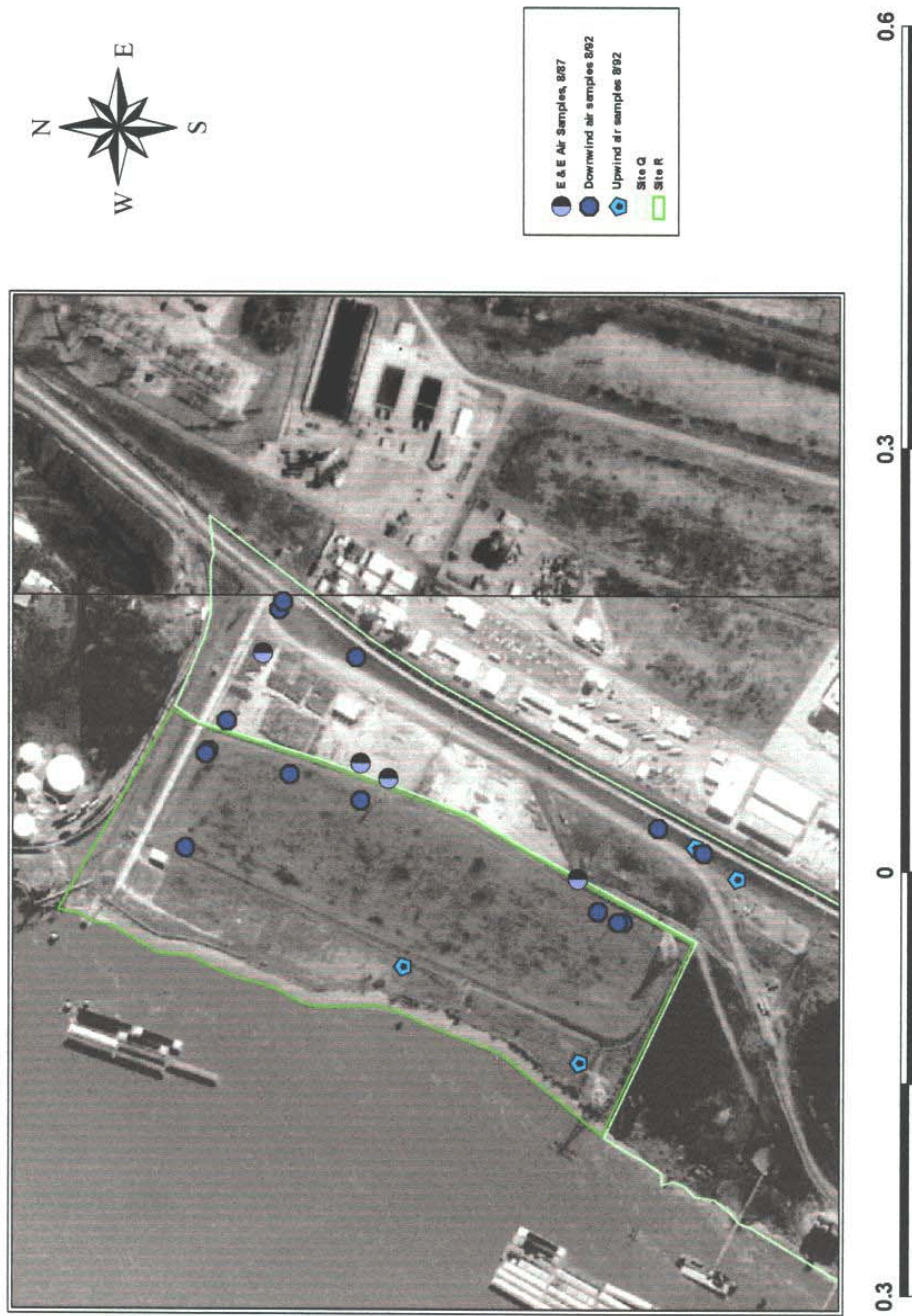 N
W
E
S
E & E Air Samples, 8/87
Downwind air samples 8/92
Upwind air samples 8/92
Site Q
Site R
0.3
0
0.3
0.6